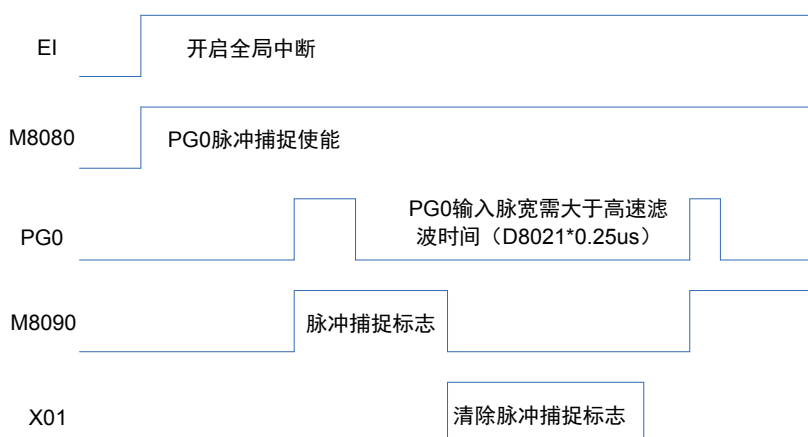 EI
开启全局中断
M8080
PG0脉冲捕捉使能
PG0
PG0输入脉宽需大于高速滤
波时间（D8021*0.25us）
M8090
脉冲捕捉标志
X01
清除脉冲捕捉标志